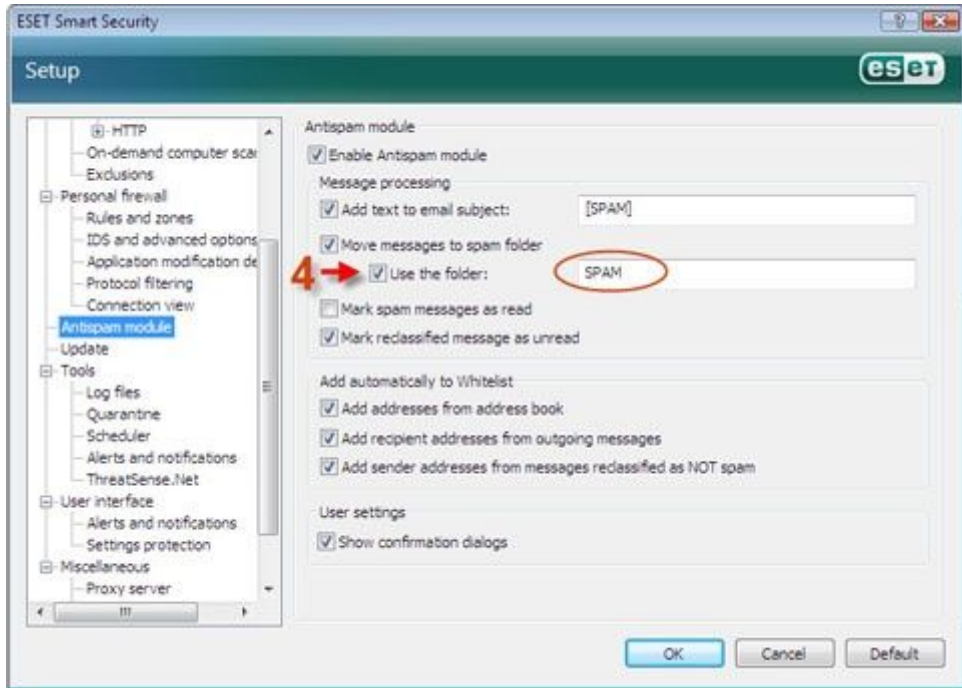 ESET Smart Security
Setup
eseT
HTTP
On-demand computer scar
Exclusions
Personal firewall
Rules and zones
IDS and advanced options
Application modification de
Protocol filtering
Connection view
Antispam module
Update
Tools
Log files
Quarantine
Scheduler
Alerts and notifications
ThreatSense.Net
User interface
Alerts and notifications
Settings protection
Miscellaneous
Proxy server
Antispam module
Enable Antispam module
Message processing
Add text to email subject: [SPAM]
Move messages to spam folder
4 Use the folder: SPAM
Mark spam messages as read
Mark reclassified message as unread
Add automatically to Whitelist
Add addresses from address book
Add recipient addresses from outgoing messages
Add sender addresses from messages reclassified as NOT spam
User settings
Show confirmation dialogs
OK Cancel Default